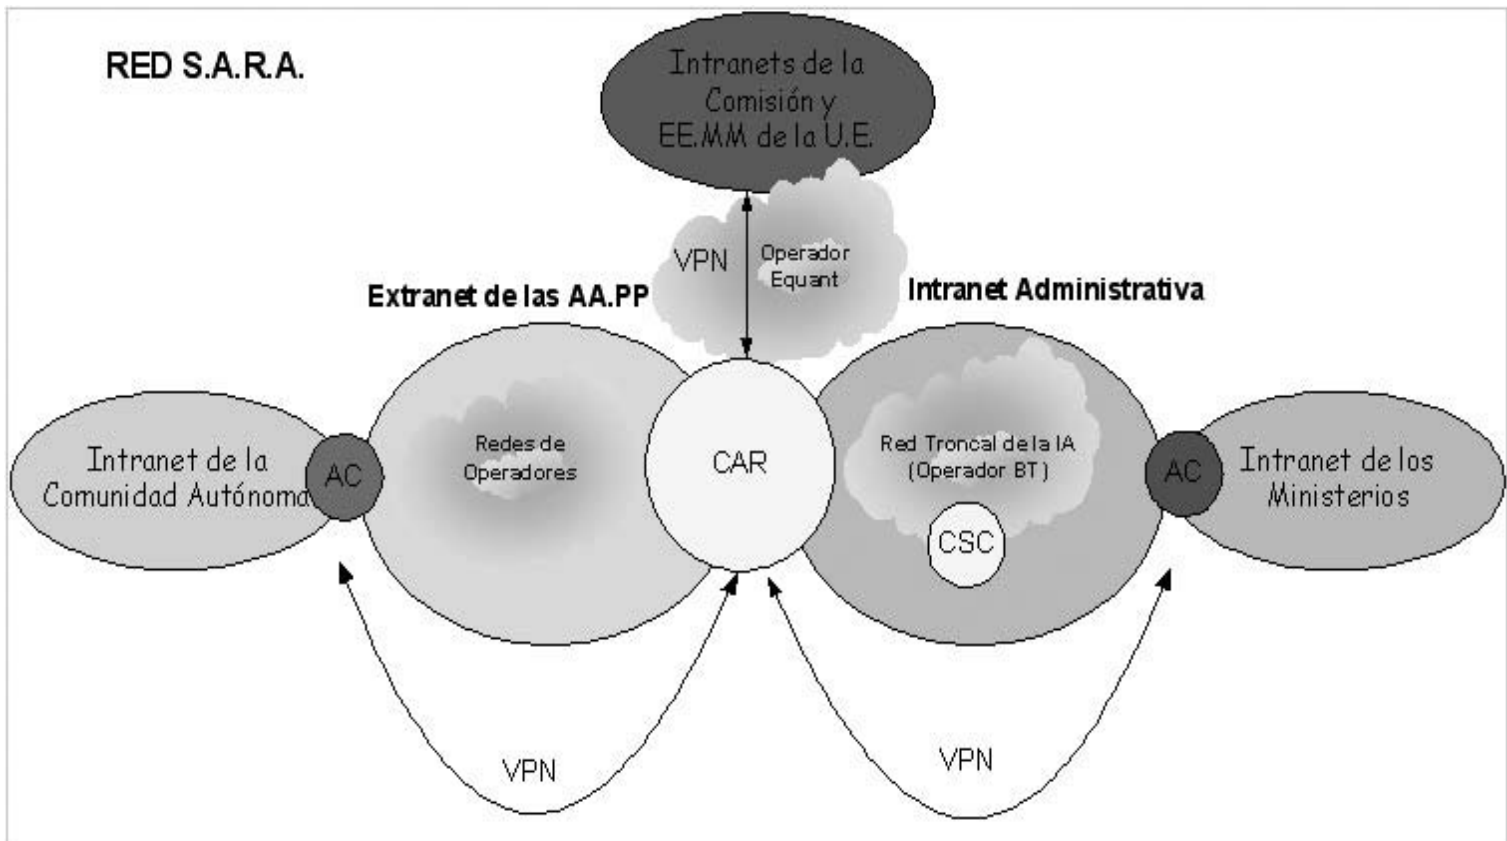 RED S.A.R.A.
Intranets de la
Comisión y
EE.MM de la U.E.
VPN
Operador
Equant
Extranet de las AA.PP
Intranet Administrativa
Intranet de la
Comunidad Autónoma
AC
Redes de
Operadores
CAR
Red Troncal de la IA
(Operador BT)
CSC
AC
Intranet de los
Ministerios
VPN
VPN